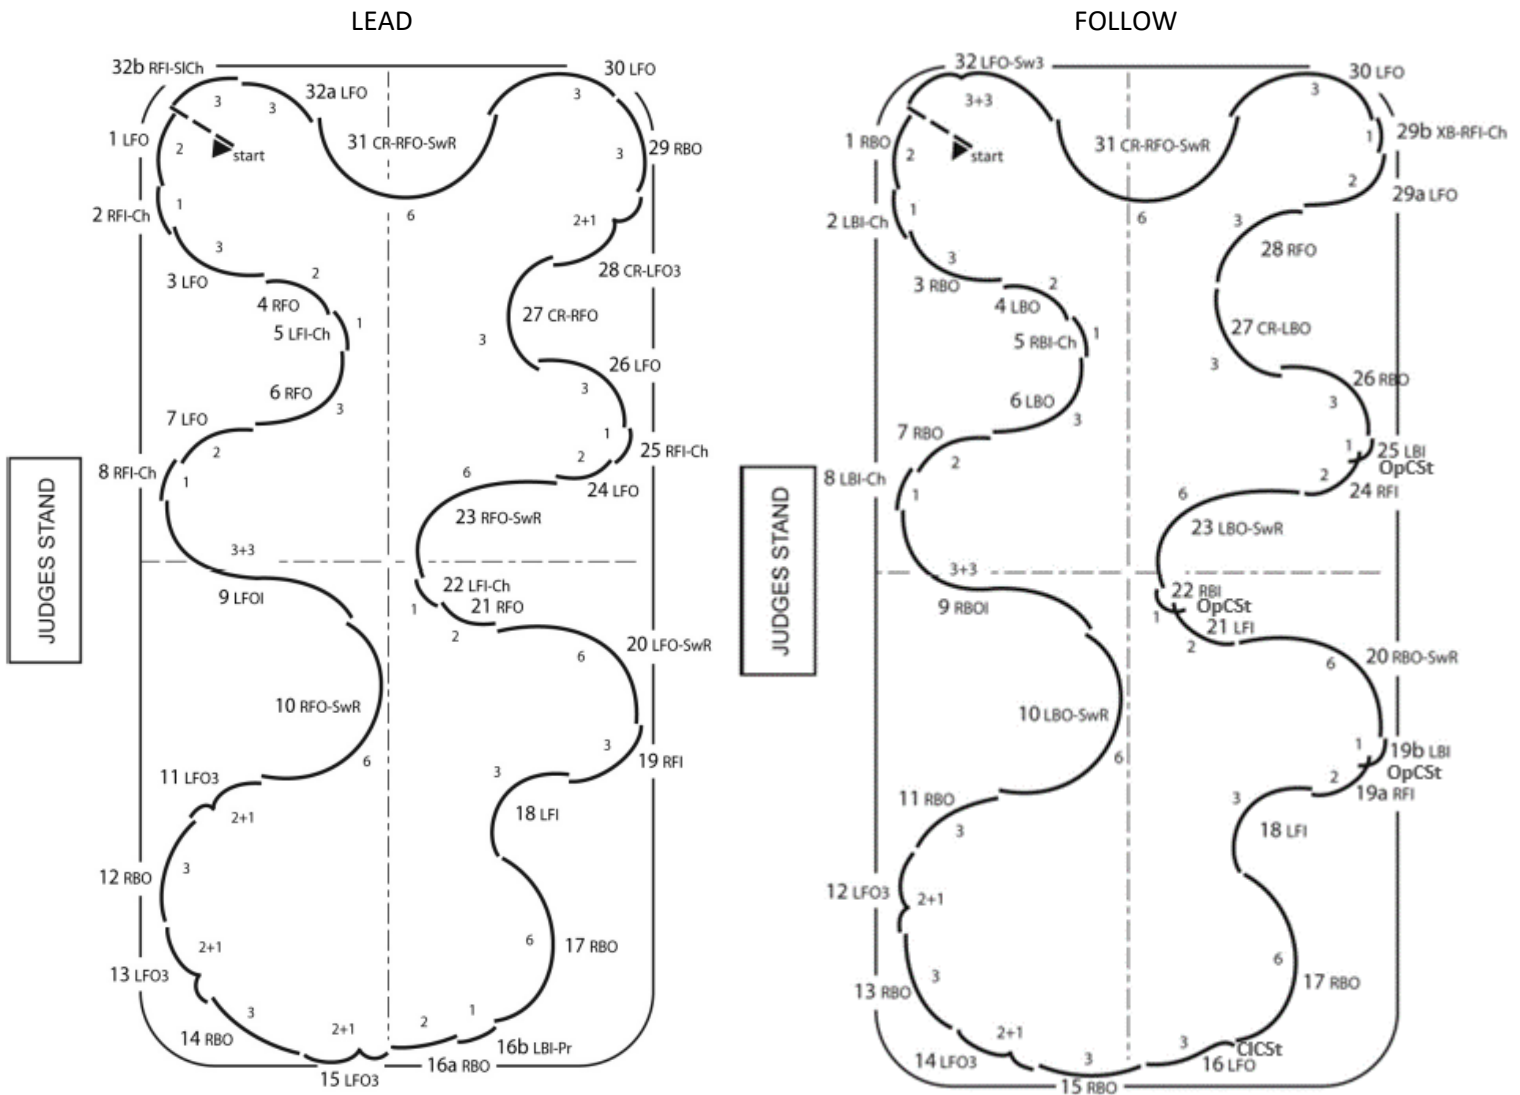 LEAD
32b RFI-SlCh
30 LFO
32a LFO
3
3
3
1 LFO
2
start
31 CR-RFO-SwR
3
29 RBO
2 RFI-Ch
1
6
2+1
3
3 LFO
2
28 CR-LFO3
4 RFO
5 LFI-Ch
1
27 CR-RFO
3
26 LFO
6 RFO
3
3
7 LFO
2
1
25 RFI-Ch
8 RFI-Ch
1
6
2
24 LFO
23 RFO-SwR
3+3
9 LFOI
22 LFI-Ch
1
21 RFO
2
20 LFO-SwR
6
10 RFO-SwR
6
3
19 RFI
11 LFO3
2+1
3
18 LFI
12 RBO
3
2+1
13 LFO3
6
17 RBO
3
14 RBO
2+1
2
1
16b LBI-Pr
16a RBO
15 LFO3
JUDGES STAND
FOLLOW
32 LFO-Sw3
30 LFO
3+3
3
1 RBO
2
start
31 CR-RFO-SwR
1
29b XB-RFI-Ch
2
29a LFO
2 LBI-Ch
1
6
3
28 RFO
3
3 RBO
2
4 LBO
5 RBI-Ch
1
27 CR-LBO
3
26 RBO
6 LBO
3
3
7 RBO
2
1
25 LBI
OpCSt
8 LBI-Ch
1
6
2
24 RFI
23 LBO-SwR
3+3
9 RBOI
22 RBI
OpCSt
1
21 LFI
2
20 RBO-SwR
6
10 LBO-SwR
6
1
19b LBI
OpCSt
2
19a RFI
11 RBO
3
3
18 LFI
12 LFO3
2+1
3
13 RBO
6
17 RBO
2+1
14 LFO3
3
3
ClCSt
16 LFO
15 RBO
JUDGES STAND